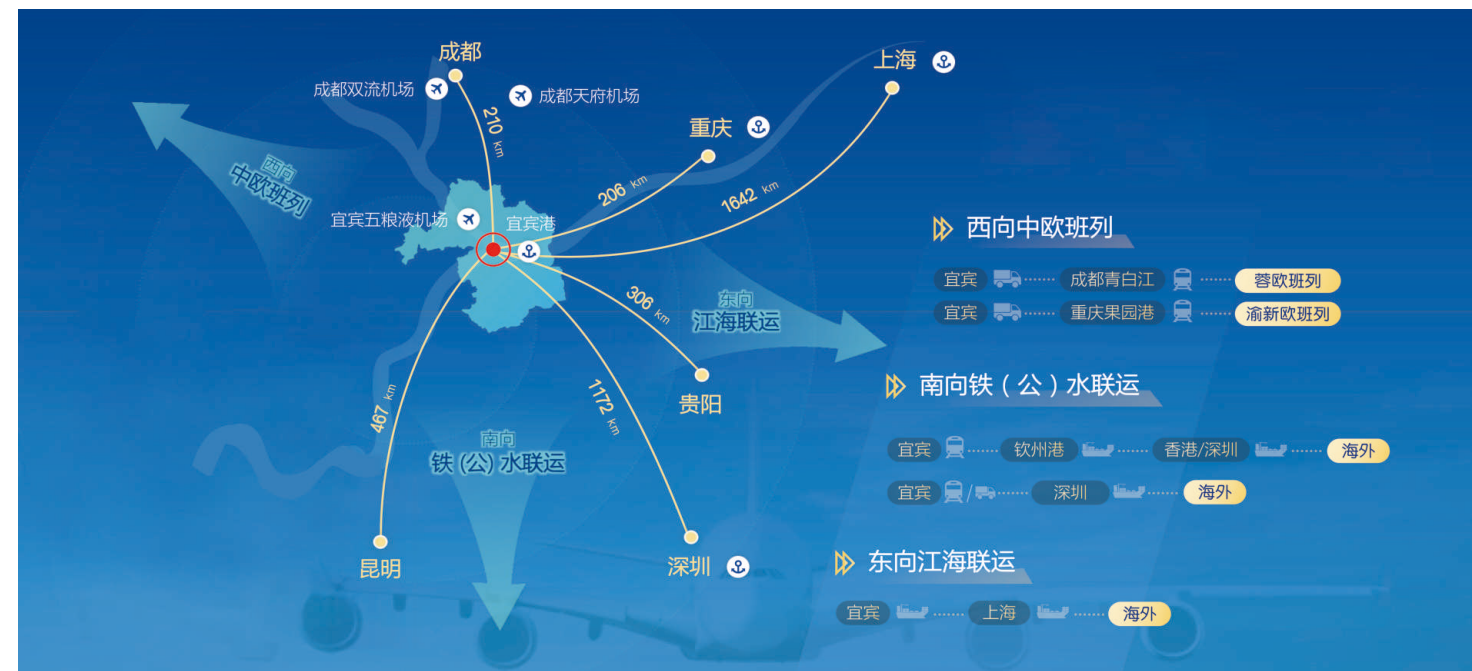 成都
成都双流机场
成都天府机场
上海
重庆
210 km
西向
中欧班列
206 km
1642 km
宜宾五粮液机场
宜宾港
306 km
东向
江海联运
467 km
1172 km
贵阳
南向
铁 (公) 水联运
昆明
深圳
西向中欧班列
宜宾 成都青白江 蓉欧班列
宜宾 重庆果园港 渝新欧班列
南向铁（公）水联运
宜宾 钦州港 香港/深圳 海外
宜宾 / 深圳 海外
东向江海联运
宜宾 上海 海外